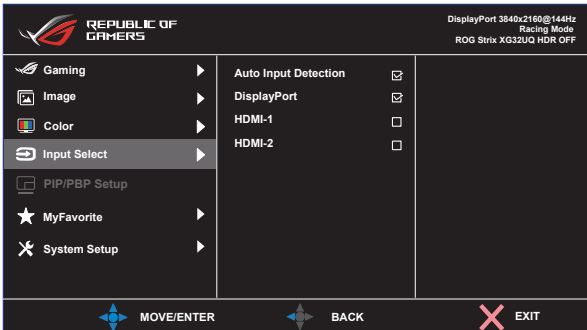 REPUBLIC OF
GAMERS
DisplayPort 3840x2160@144Hz
Racing Mode
ROG Strix XG32UQ HDR OFF
Gaming
Image
Color
Input Select
PIP/PBP Setup
MyFavorite
System Setup
Auto Input Detection
DisplayPort
HDMI-1
HDMI-2
MOVE/ENTER
BACK
EXIT